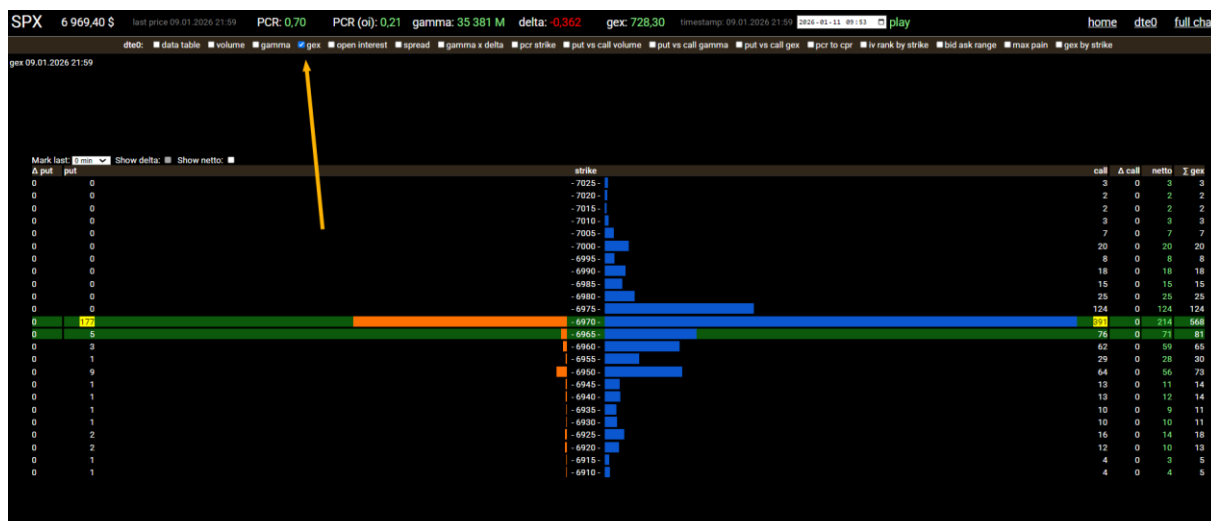 SPX 6 969,40 $ last price 09.01.2026 21:59 PCR: 0,70 PCR (oi): 0,21 gamma: 35 381 M delta: -0,362 gex: 728,30 timestamp: 09.01.2026 21:59 2026-01-11 09:53 play home dte0 full cha
dte0: data table volume gamma gex open interest spread gamma x delta pcr strike put vs call volume put vs call gamma put vs call gex pcr to cpr iv rank by strike bid ask range max pain gex by strike
gex 09.01.2026 21:59
Mark last: 0 min Show delta: Show netto:
Δ put put strike call Δ call netto Σ gex
0 0 - 7025 - 3 0 3 3
0 0 - 7020 - 2 0 2 2
0 0 - 7015 - 2 0 2 2
0 0 - 7010 - 3 0 3 3
0 0 - 7005 - 7 0 7 7
0 0 - 7000 - 20 0 20 20
0 0 - 6995 - 8 0 8 8
0 0 - 6990 - 18 0 18 18
0 0 - 6985 - 15 0 15 15
0 0 - 6980 - 25 0 25 25
0 0 - 6975 - 124 0 124 124
0 177 - 6970 - 391 0 214 568
0 5 - 6965 - 76 0 71 81
0 3 - 6960 - 62 0 59 65
0 1 - 6955 - 29 0 28 30
0 9 - 6950 - 64 0 56 73
0 1 - 6945 - 13 0 11 14
0 1 - 6940 - 13 0 12 14
0 1 - 6935 - 10 0 9 11
0 1 - 6930 - 10 0 10 11
0 2 - 6925 - 16 0 14 18
0 2 - 6920 - 12 0 10 13
0 1 - 6915 - 4 0 3 5
0 1 - 6910 - 4 0 4 5